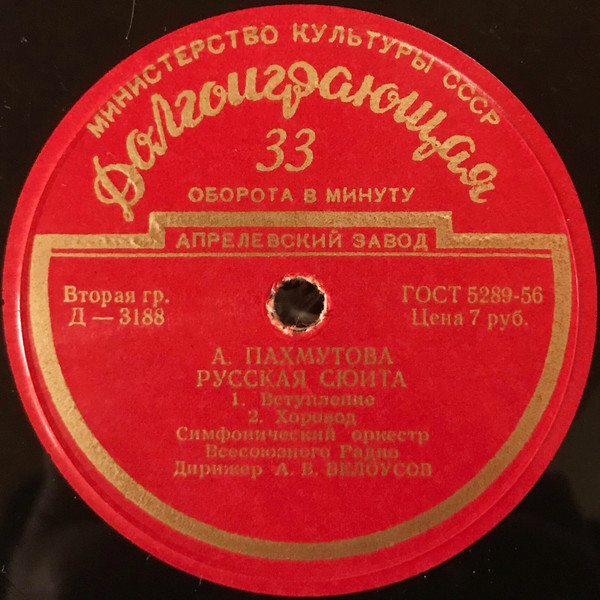 МИНИСТЕРСТВО КУЛЬТУРЫ СССР
Долгоиграющая
33
ОБОРОТА В МИНУТУ
АПРЕЛЕВСКИЙ ЗАВОД
Вторая гр.
Д — 3188
ГОСТ 5289-56
Цена 7 руб.
А. ПАХМУТОВА
РУССКАЯ СЮИТА
1. Вступление
2. Хоровод
Симфонический оркестр
Всесоюзного Радио
Дирижер А. В. БЕЛОУСОВ